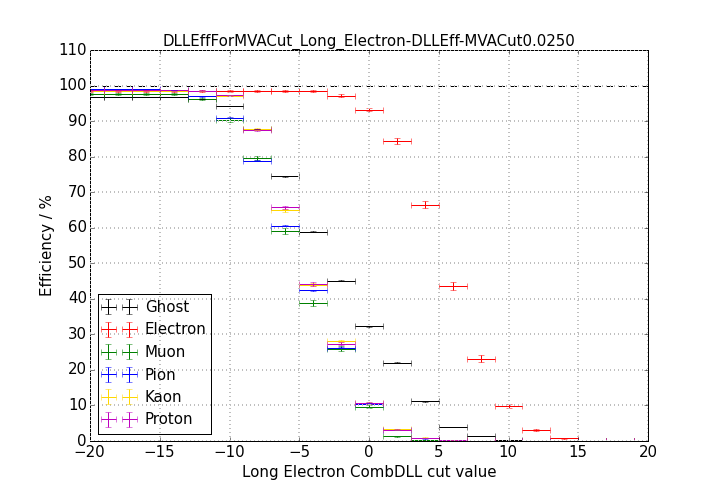 DLLEffForMVACut_Long_Electron-DLLEff-MVACut0.0250
110
100
90
80
70
60
50
40
30
20
10
0
Efficiency / %
Ghost
Electron
Muon
Pion
Kaon
Proton
−20 −15 −10 −5 0 5 10 15 20
Long Electron CombDLL cut value